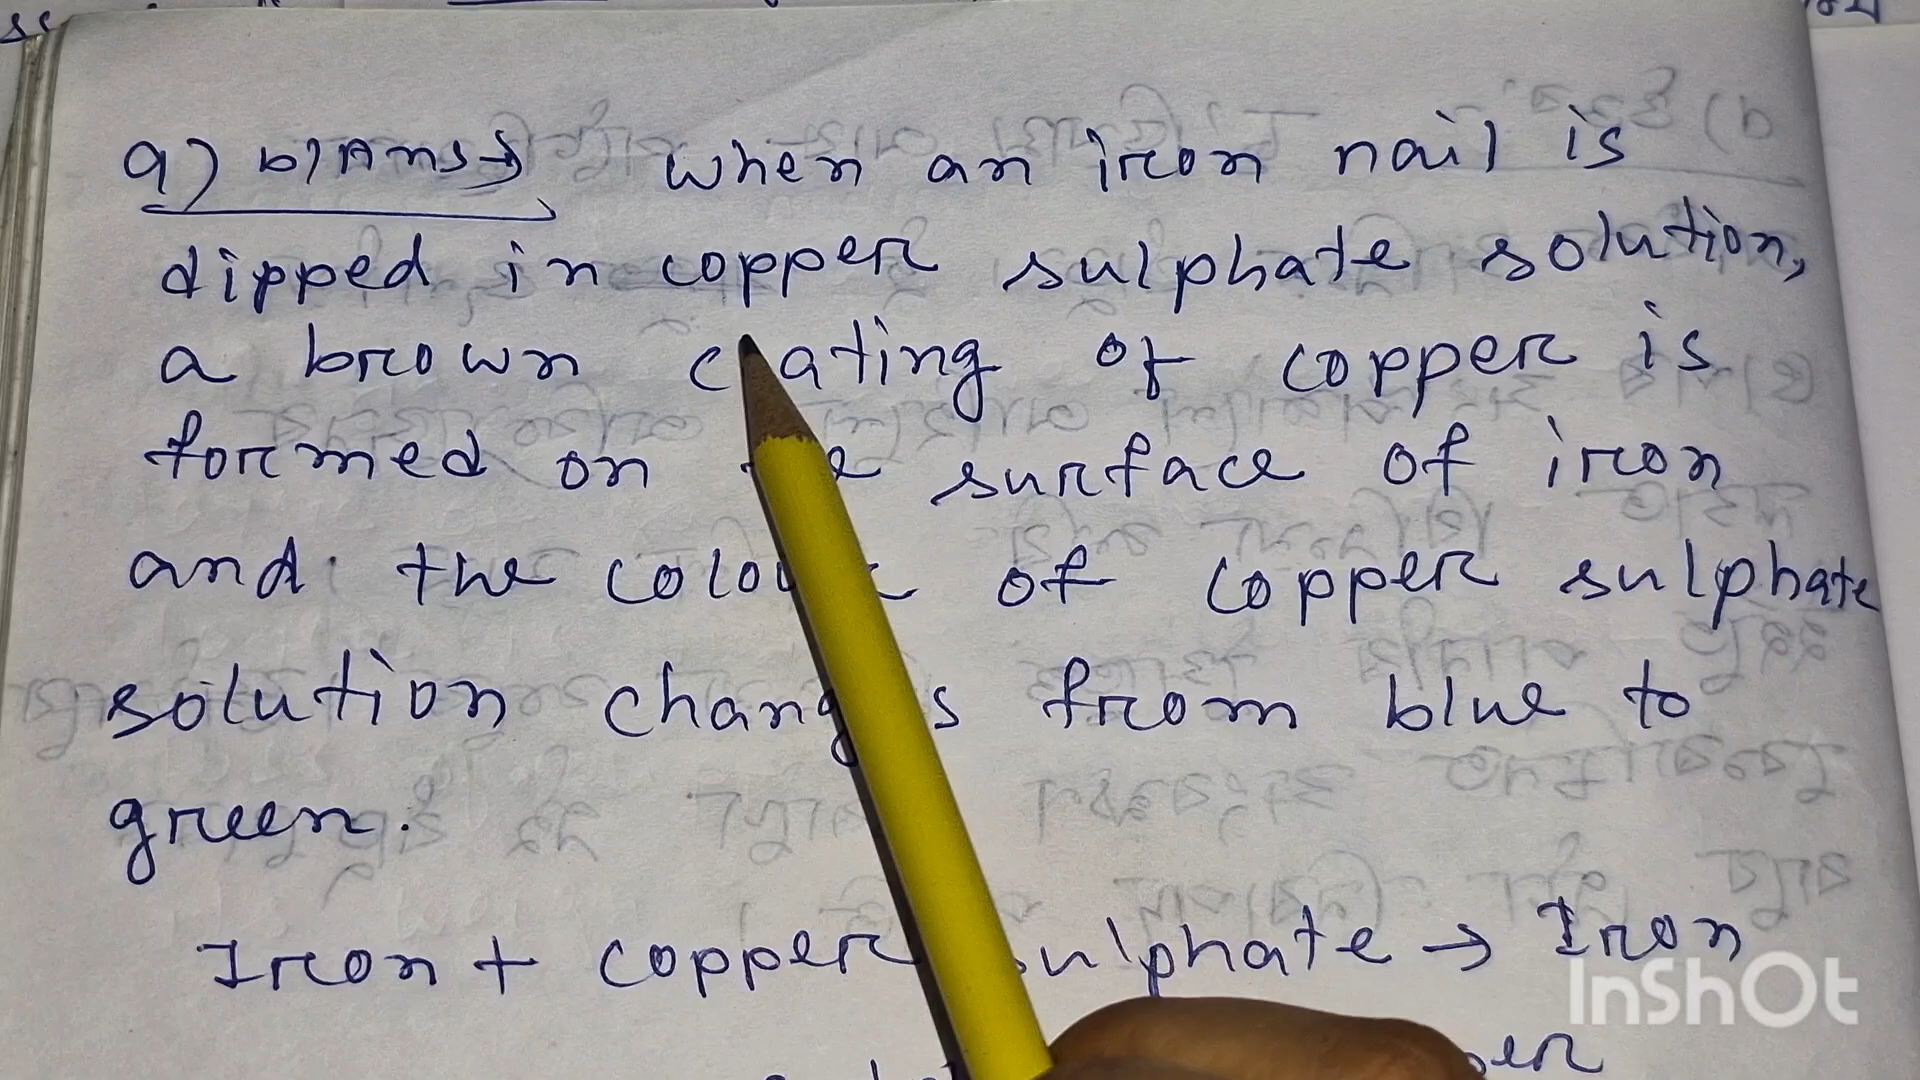 9) b) Ans → When an iron nail is
dipped in copper sulphate solution,
a brown coating of copper is
formed on the surface of iron
and the colour of copper sulphate
solution changes from blue to
green.
Iron + copper sulphate → Iron
InShOt